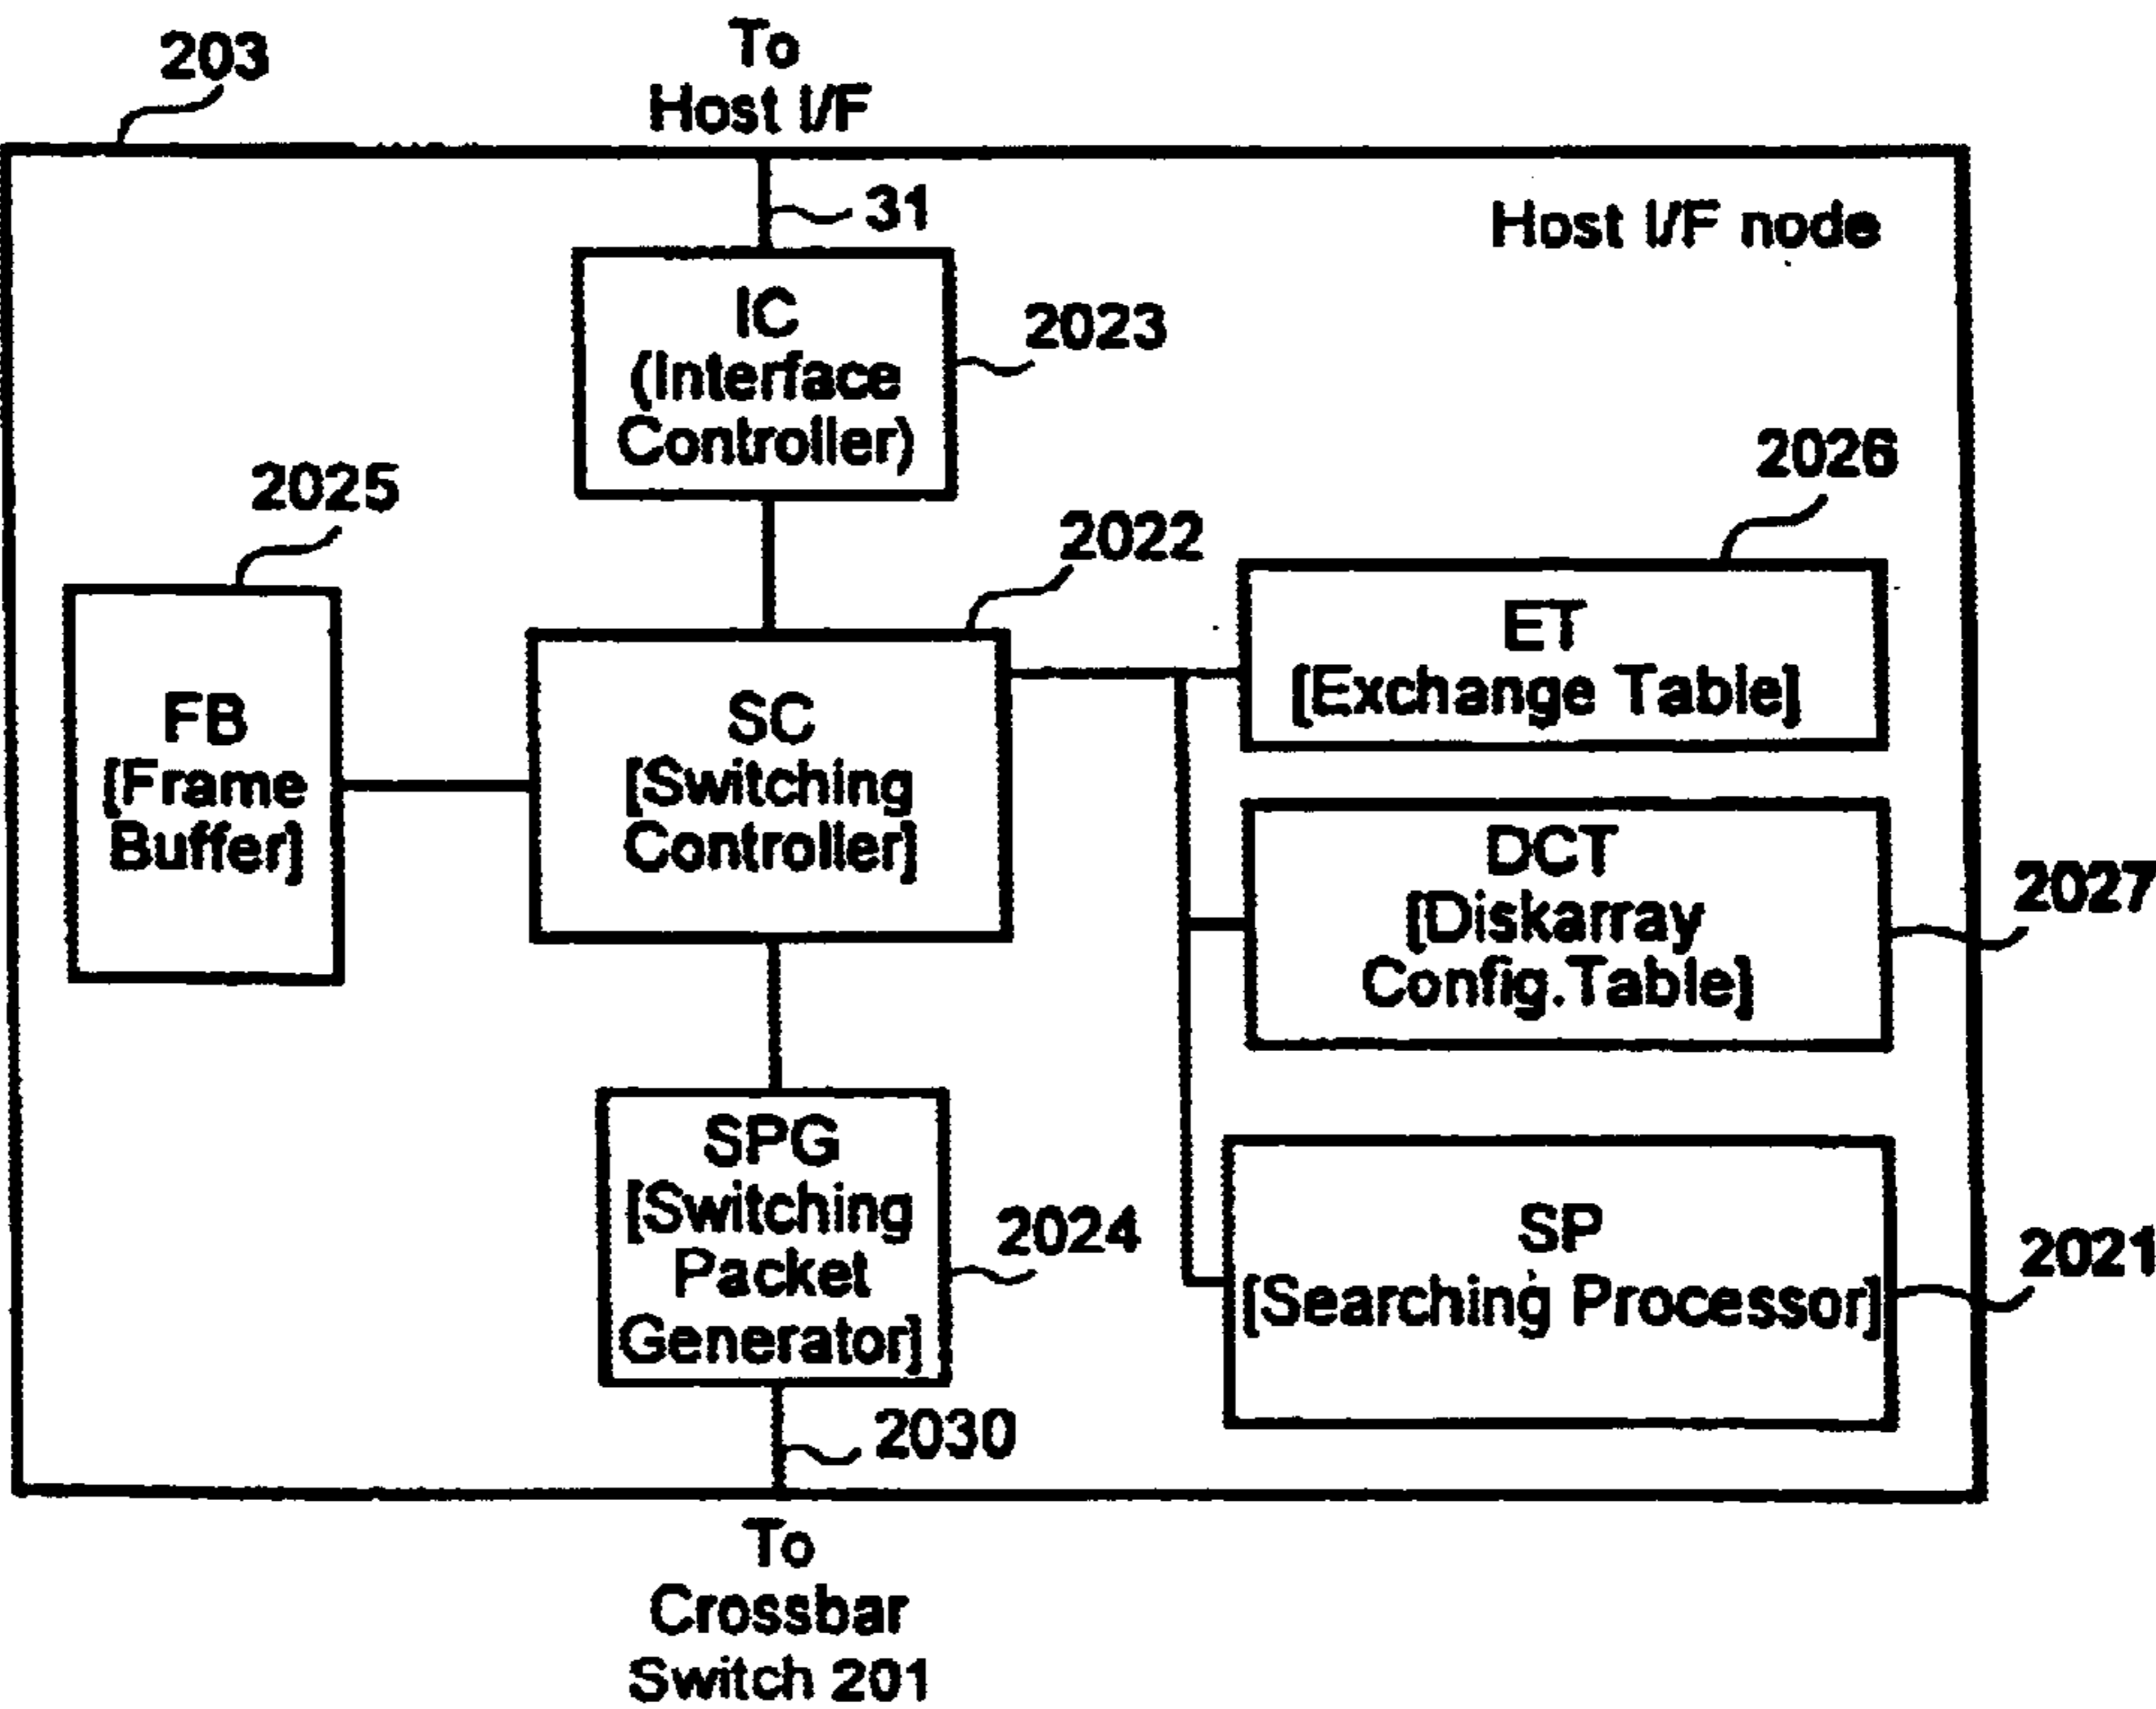 203
To
Host I/F
31
Host I/F node
IC
(Interface
Controller)
2023
2025
2022
2026
FB
[Frame
Buffer]
SC
[Switching
Controller]
ET
[Exchange Table]
DCT
[Diskarray
Config.Table]
2027
SPG
[Switching
Packet
Generator]
2024
SP
[Searching Processor]
2021
2030
To
Crossbar
Switch 201